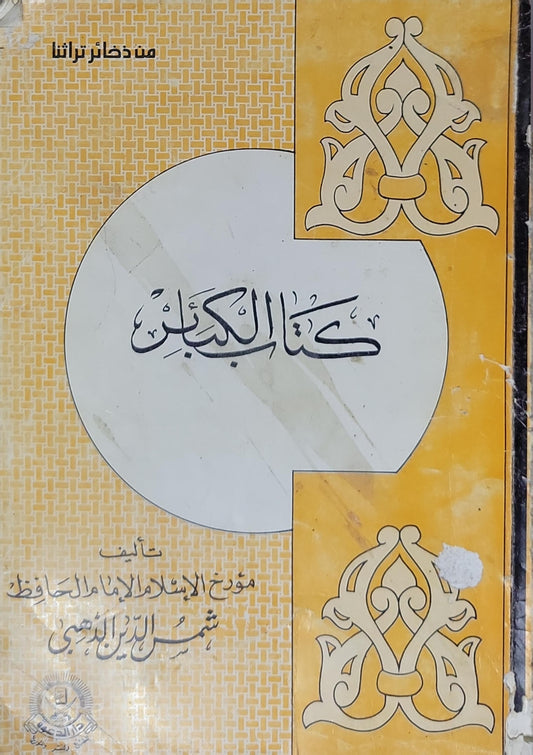 من ذخائر تراثنا
كتاب الكبائر
تأليف
مؤرخ الإسلام الإمام الحافظ
شمس الدين الذهبي